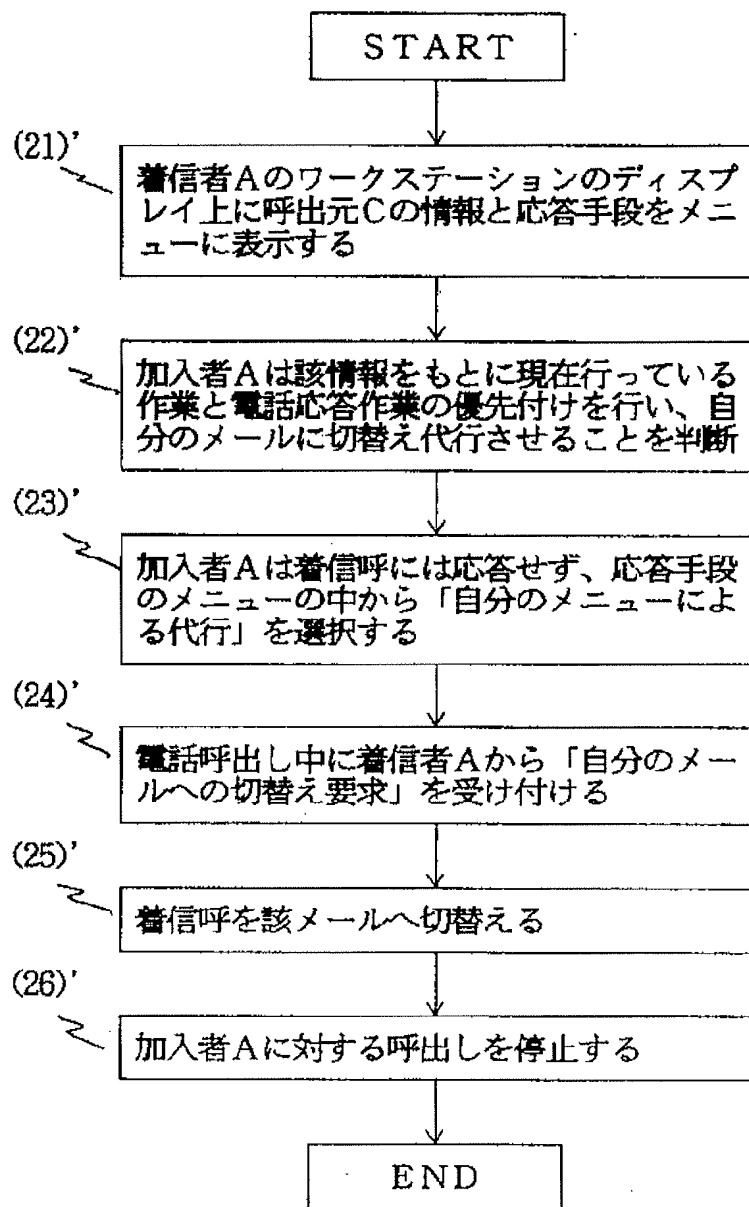 START
(21)’
着信者Aのワークステーションのディスプ
レイ上に呼出元Cの情報と応答手段をメニ
ューに表示する
(22)’
加入者Aは該情報をもとに現在行っている
作業と電話応答作業の優先付けを行い、自
分のメールに切替え代行させることを判断
(23)’
加入者Aは着信呼には応答せず、応答手段
のメニューの中から「自分のメニューによ
る代行」を選択する
(24)’
電話呼出し中に着信者Aから「自分のメー
ルへの切替え要求」を受け付ける
(25)’
着信呼を該メールへ切替える
(26)’
加入者Aに対する呼出しを停止する
END